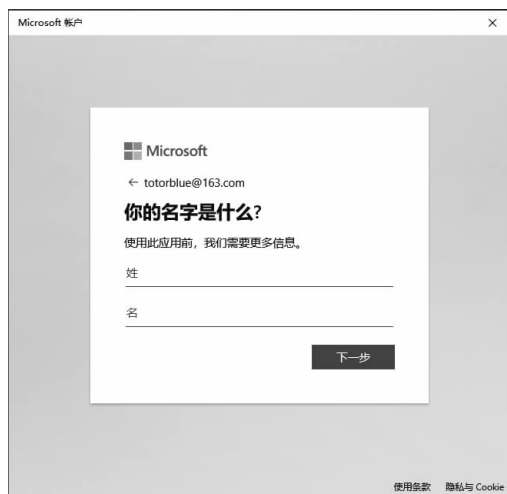 Microsoft 帐户
Microsoft
← totorblue@163.com
你的名字是什么?
使用此应用前，我们需要更多信息。
姓
名
下一步
使用条款 隐私与 Cookie